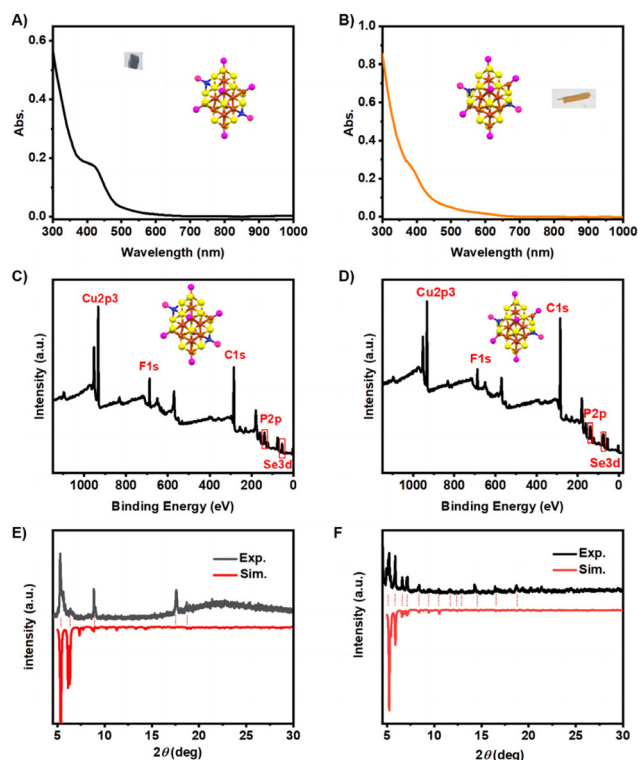 A)
0.6
0.4
0.2
0.0
Abs.
300 400 500 600 700 800 900 1000
Wavelength (nm)
B)
1.0
0.8
0.6
0.4
0.2
0.0
Abs.
300 400 500 600 700 800 900 1000
Wavelength (nm)
C)
Cu2p3
F1s
C1s
P2p
Se3d
Intensity (a.u.)
1000 800 600 400 200 0
Binding Energy (eV)
D)
Cu2p3
F1s
C1s
P2p
Se3d
Intensity (a.u.)
1000 800 600 400 200 0
Binding Energy (eV)
E)
Exp.
Sim.
intensity (a.u.)
5 10 15 20 25 30
2θ(deg)
F)
Exp.
Sim.
intensity (a.u.)
5 10 15 20 25 30
2θ(deg)